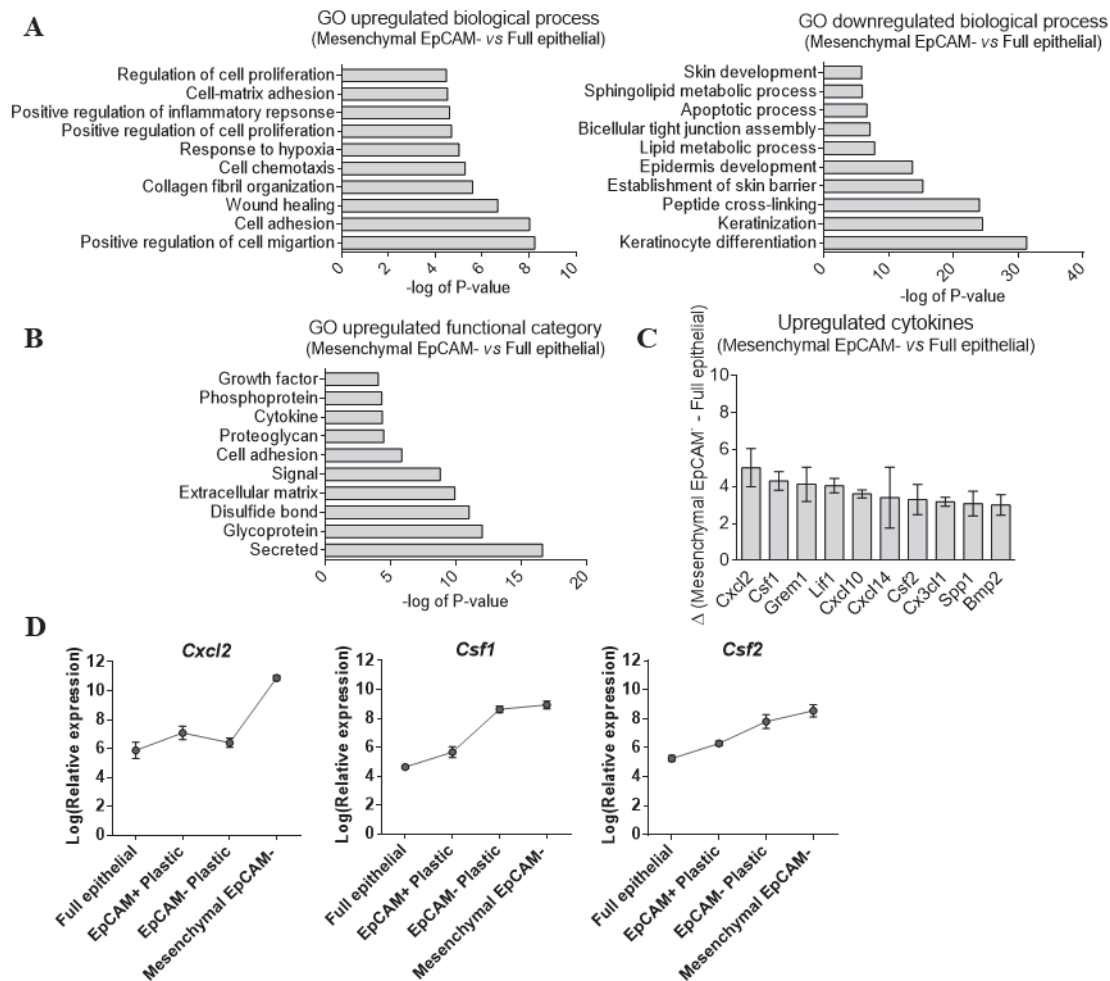 A
GO upregulated biological process
(Mesenchymal EpCAM- vs Full epithelial)
Regulation of cell proliferation
Cell-matrix adhesion
Positive regulation of inflammatory repsonse
Positive regulation of cell proliferation
Response to hypoxia
Cell chemotaxis
Collagen fibril organization
Wound healing
Cell adhesion
Positive regulation of cell migartion
0 2 4 6 8 10
-log of P-value
GO downregulated biological process
(Mesenchymal EpCAM- vs Full epithelial)
Skin development
Sphingolipid metabolic process
Apoptotic process
Bicellular tight junction assembly
Lipid metabolic process
Epidermis development
Establishment of skin barrier
Peptide cross-linking
Keratinization
Keratinocyte differentiation
0 10 20 30 40
-log of P-value
B
GO upregulated functional category
(Mesenchymal EpCAM- vs Full epithelial)
Growth factor
Phosphoprotein
Cytokine
Proteoglycan
Cell adhesion
Signal
Extracellular matrix
Disulfide bond
Glycoprotein
Secreted
0 5 10 15 20
-log of P-value
C
Upregulated cytokines
(Mesenchymal EpCAM- vs Full epithelial)
Δ (Mesenchymal EpCAM- - Full epithelial)
10
8
6
4
2
0
Cxcl2 Csf1 Grem1 Lif1 Cxcl10 Cxcl14 Csf2 Cx3cl1 Spp1 Bmp2
D
Cxcl2
Log(Relative expression)
12
10
8
6
4
2
0
Full epithelial
EpCAM+ Plastic
EpCAM- Plastic
Mesenchymal EpCAM-
Csf1
Log(Relative expression)
12
10
8
6
4
2
0
Full epithelial
EpCAM+ Plastic
EpCAM- Plastic
Mesenchymal EpCAM-
Csf2
Log(Relative expression)
12
10
8
6
4
2
0
Full epithelial
EpCAM+ Plastic
EpCAM- Plastic
Mesenchymal EpCAM-